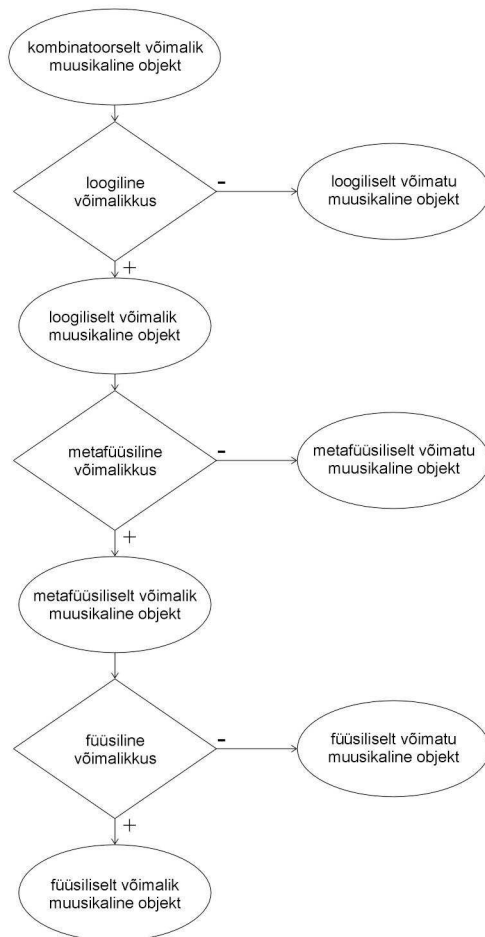 kombinatoorselt võimalik
muusikaline objekt
loogiline
võimalikkus
-
loogiliselt võimatu
muusikaline objekt
+
loogiliselt võimalik
muusikaline objekt
metafüüsiline
võimalikkus
-
metafüüsiliselt võimatu
muusikaline objekt
+
metafüüsiliselt võimalik
muusikaline objekt
füüsiline
võimalikkus
-
füüsiliselt võimatu
muusikaline objekt
+
füüsiliselt võimalik
muusikaline objekt